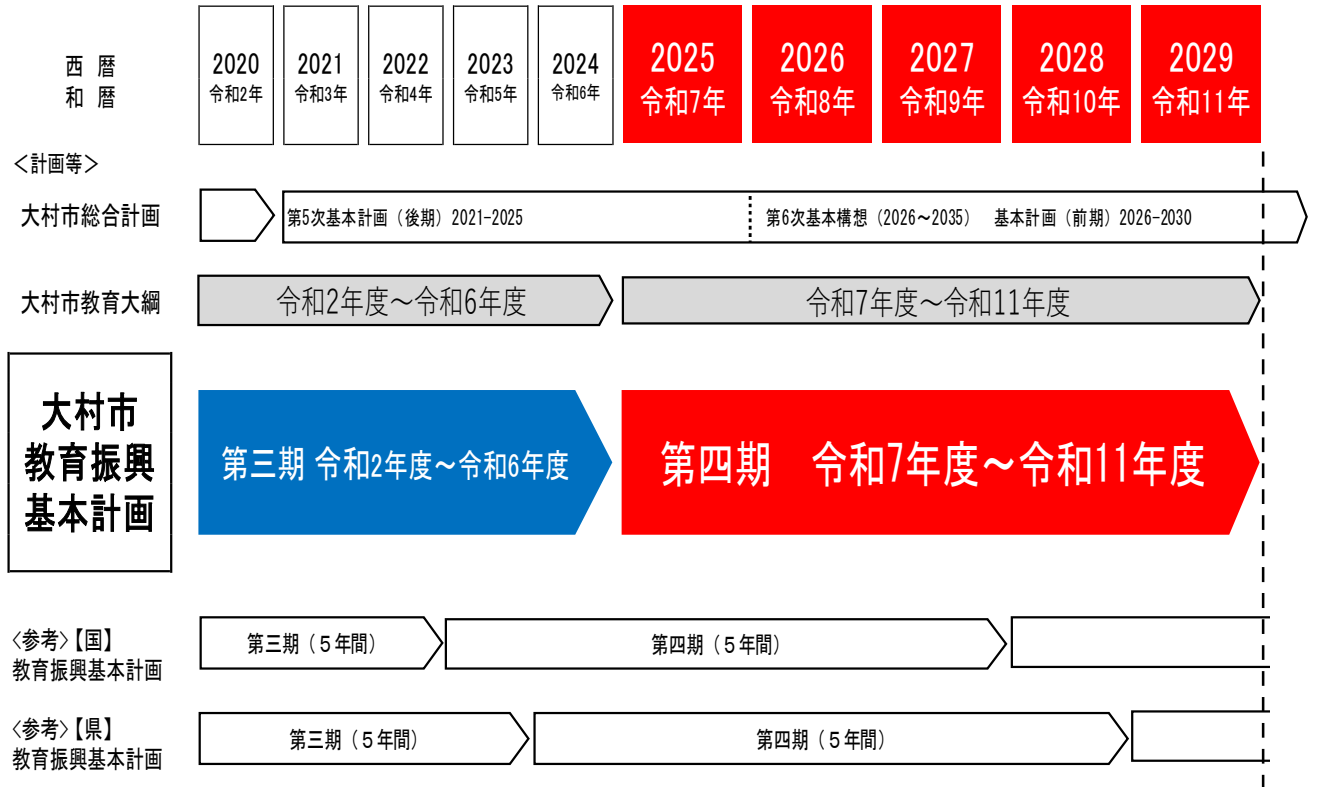 西 暦
和 暦
2020
令和2年
2021
令和3年
2022
令和4年
2023
令和5年
2024
令和6年
2025
令和7年
2026
令和8年
2027
令和9年
2028
令和10年
2029
令和11年
＜計画等＞
大村市総合計画
第5次基本計画（後期）2021-2025
第6次基本構想（2026～2035） 基本計画（前期）2026-2030
大村市教育大綱
令和2年度～令和6年度
令和7年度～令和11年度
大村市
教育振興
基本計画
第三期 令和2年度～令和6年度
第四期 令和7年度～令和11年度
〈参考〉【国】
教育振興基本計画
第三期（５年間）
第四期（５年間）
〈参考〉【県】
教育振興基本計画
第三期（５年間）
第四期（５年間）